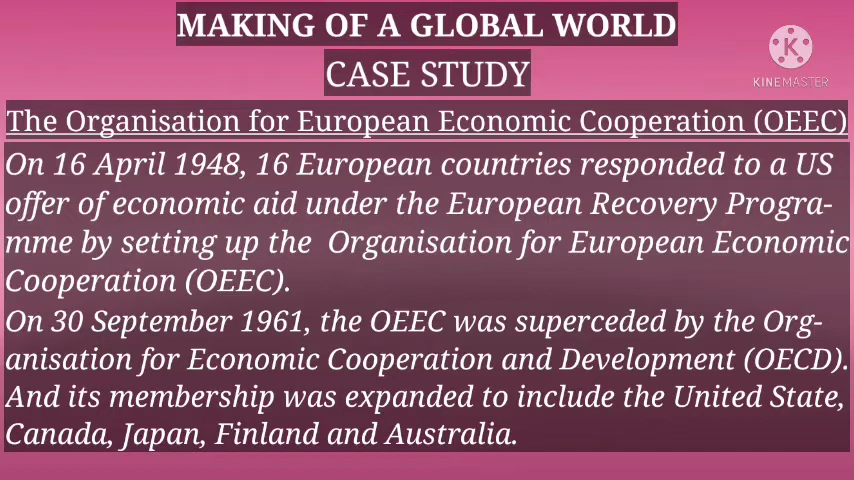 MAKING OF A GLOBAL WORLD
CASE STUDY
KINEMASTER
The Organisation for European Economic Cooperation (OEEC)
On 16 April 1948, 16 European countries responded to a US
offer of economic aid under the European Recovery Progra-
mme by setting up the Organisation for European Economic
Cooperation (OEEC).
On 30 September 1961, the OEEC was superceded by the Org-
anisation for Economic Cooperation and Development (OECD).
And its membership was expanded to include the United State,
Canada, Japan, Finland and Australia.